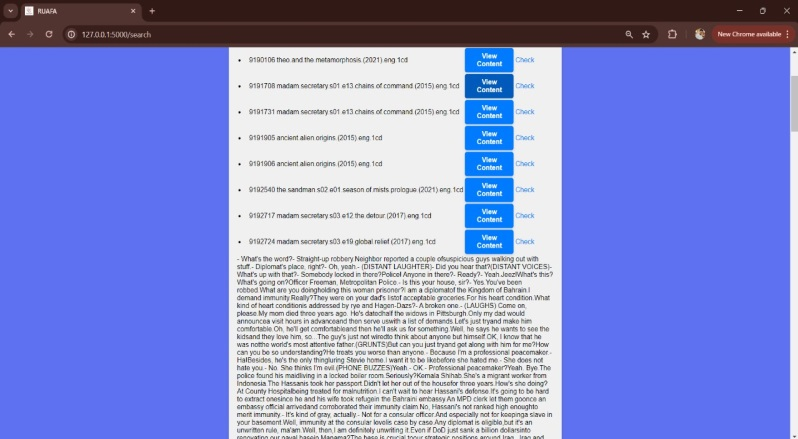 RUAFA
127.0.0.1:5000/search
New Chrome available
9190106 theo.and.the.metamorphosis.(2021).eng.1cd View Content Check
9191708 madam.secretary.s01.e13.chains.of.command.(2015).eng.1cd View Content Check
9191731 madam.secretary.s01.e13.chains.of.command.(2015).eng.1cd View Content Check
9191905 ancient.alien.origins.(2015).eng.1cd View Content Check
9191906 ancient.alien.origins.(2015).eng.1cd View Content Check
9192540 the.sandman.s02.e01.season.of.mists.prologue.(2021).eng.1cd View Content Check
9192717 madam.secretary.s03.e12.the.detour.(2017).eng.1cd View Content Check
9192724 madam.secretary.s03.e19.global.relief.(2017).eng.1cd View Content Check
- What's the word?- Straight-up robbery Neighbor reported a couple ofsuspicious guys walking out with
stuff.- Diplomat's place, right?- Oh, yeah.- (DISTANT LAUGHTER)- Did you hear that?(DISTANT VOICES)-
What's up with that?- Somebody locked in there?Police! Anyone in there?- Ready?- Yeah.Jeez!What's this?
What's going on?Officer Freeman, Metropolitan Police.- Is this your house, sir?- Yes.You've been
robbed.What are you doingholding this woman prisoner?I am a diplomatof the Kingdom of Bahrain.I
demand immunity.Really?They were on your dad's listof acceptable groceries.For his heart condition.What
kind of heart conditionis addressed by rye and Hagen-Dazs?- A broken one.- (LAUGHS) Come on,
please.My mom died three years ago. He's datedhalf the widows in Pittsburgh.Only my dad would
announcea visit hours in advanceand then serve uswith a list of demands.Let's just tryand make him
comfortable.Oh, he'll get comfortableand then he'll ask us for something.Well, he says he wants to see the
kidsand they love him, so...The guy's just not wiredto think about anyone but himself.OK, I know that he
was notthe world's most attentive father.(GRUNTS)But can you just tryand get along with him for me?How
can you be so understanding?He treats you worse than anyone.- Because I'm a professional peacemaker.-
HalBesides, he's the only thingluring Stevie home.I want it to be likebefore she hated me.- She does not
hate you.- No. She thinks I'm evil.(PHONE BUZZES)Yeah.- OK.- Professional peacemaker?Yeah. Bye.The
police found his maidliving in a locked boiler room.Seriously?Kemala Shihab.She's a migrant worker from
Indonesia.The Hassanis took her passport.Didn't let her out of the housefor three years.How's she doing?
At County Hospitalbeing treated for malnutrition.I can't wait to hear Hassani's defense.It's going to be hard
to extract onesince he and his wife took refugein the Bahraini embassy.An MPD clerk let them goonce an
embassy official arrivedand corroborated their immunity claim.No, Hassani's not ranked high enoughto
merit immunity.- It's kind of gray, actually.- Not for a consular officer.And especially not for keepinga slave in
your basement.Well, immunity at the consular levelis case by case.Any diplomat is eligible,but it's an
unwritten rule, ma'am.Well, then,I am definitely unwriting it.Even if DoD just sank a billion dollarsinto
renovating our naval basein Manama?The base is crucial toour strategic positions around Iraq, Iran and